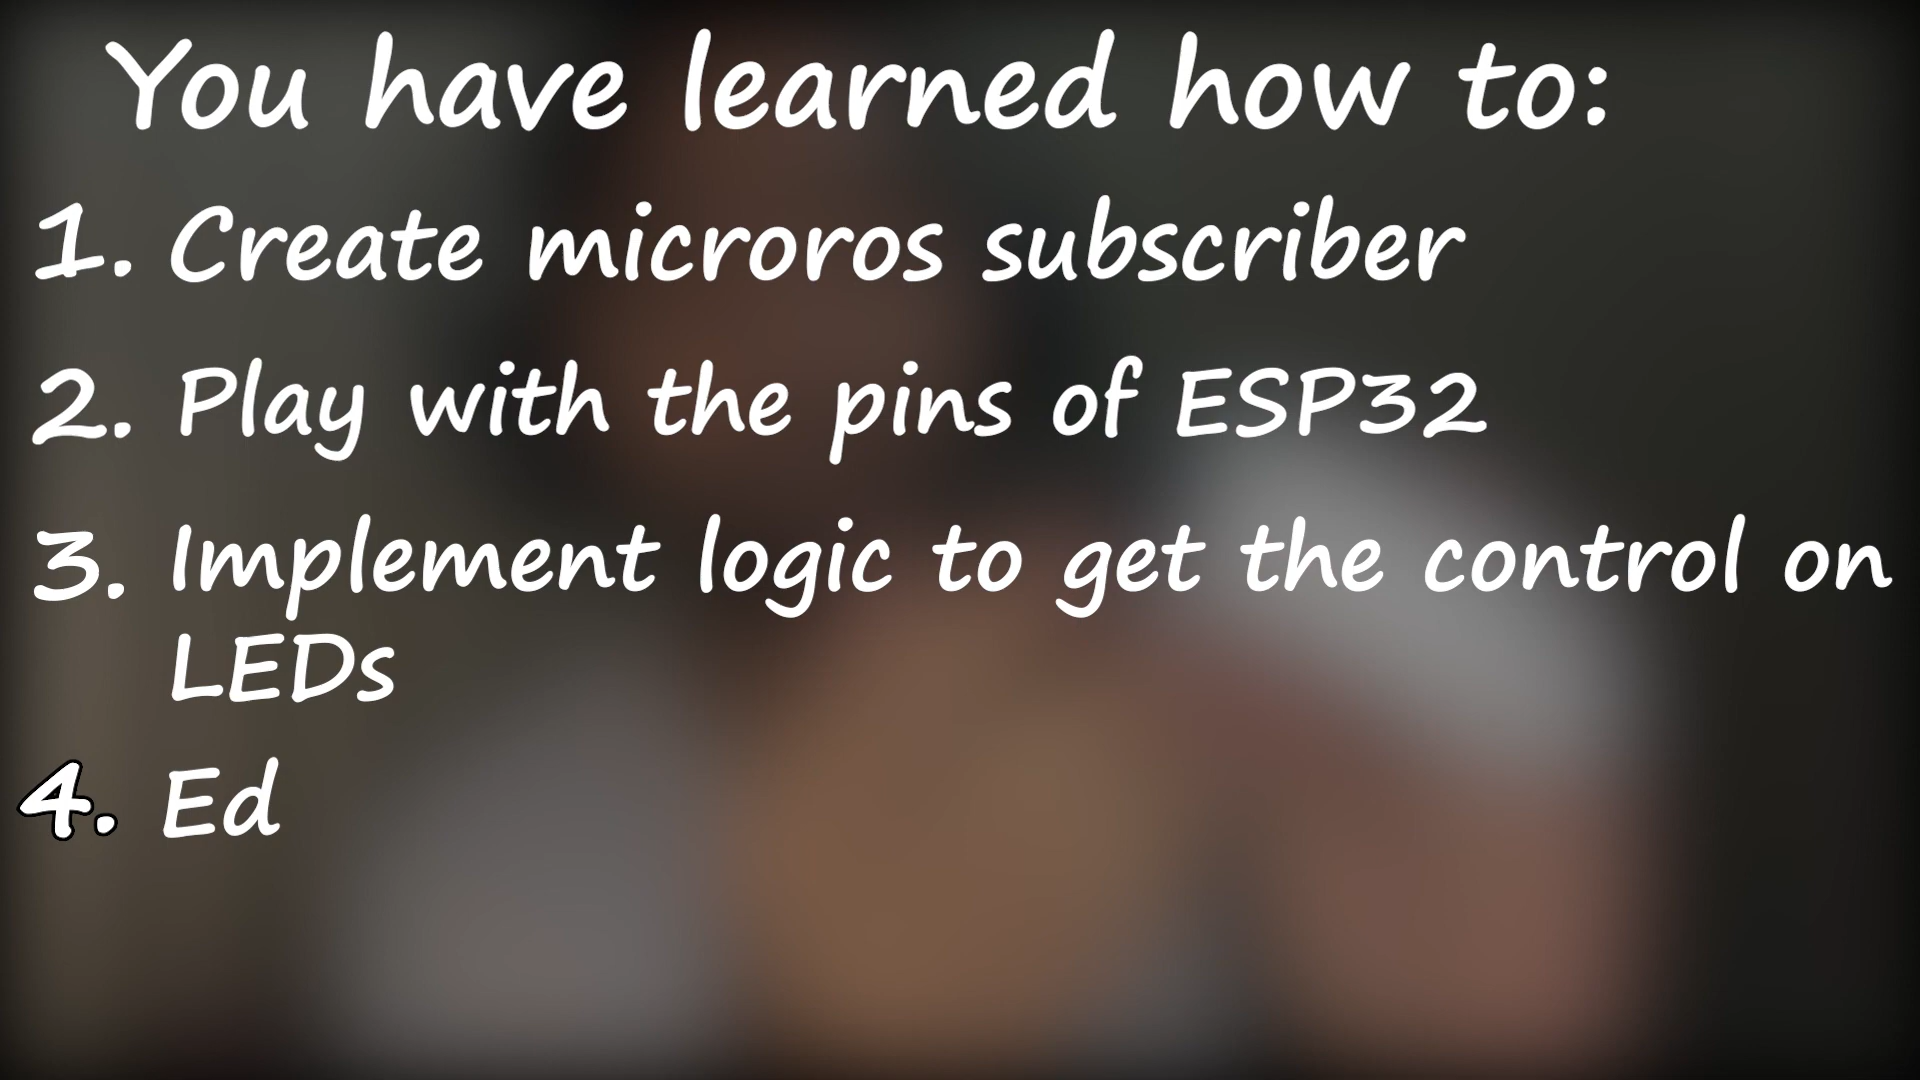 You have learned how to:
1. Create microros subscriber
2. Play with the pins of ESP32
3. Implement logic to get the control on
LEDs
4. Ed